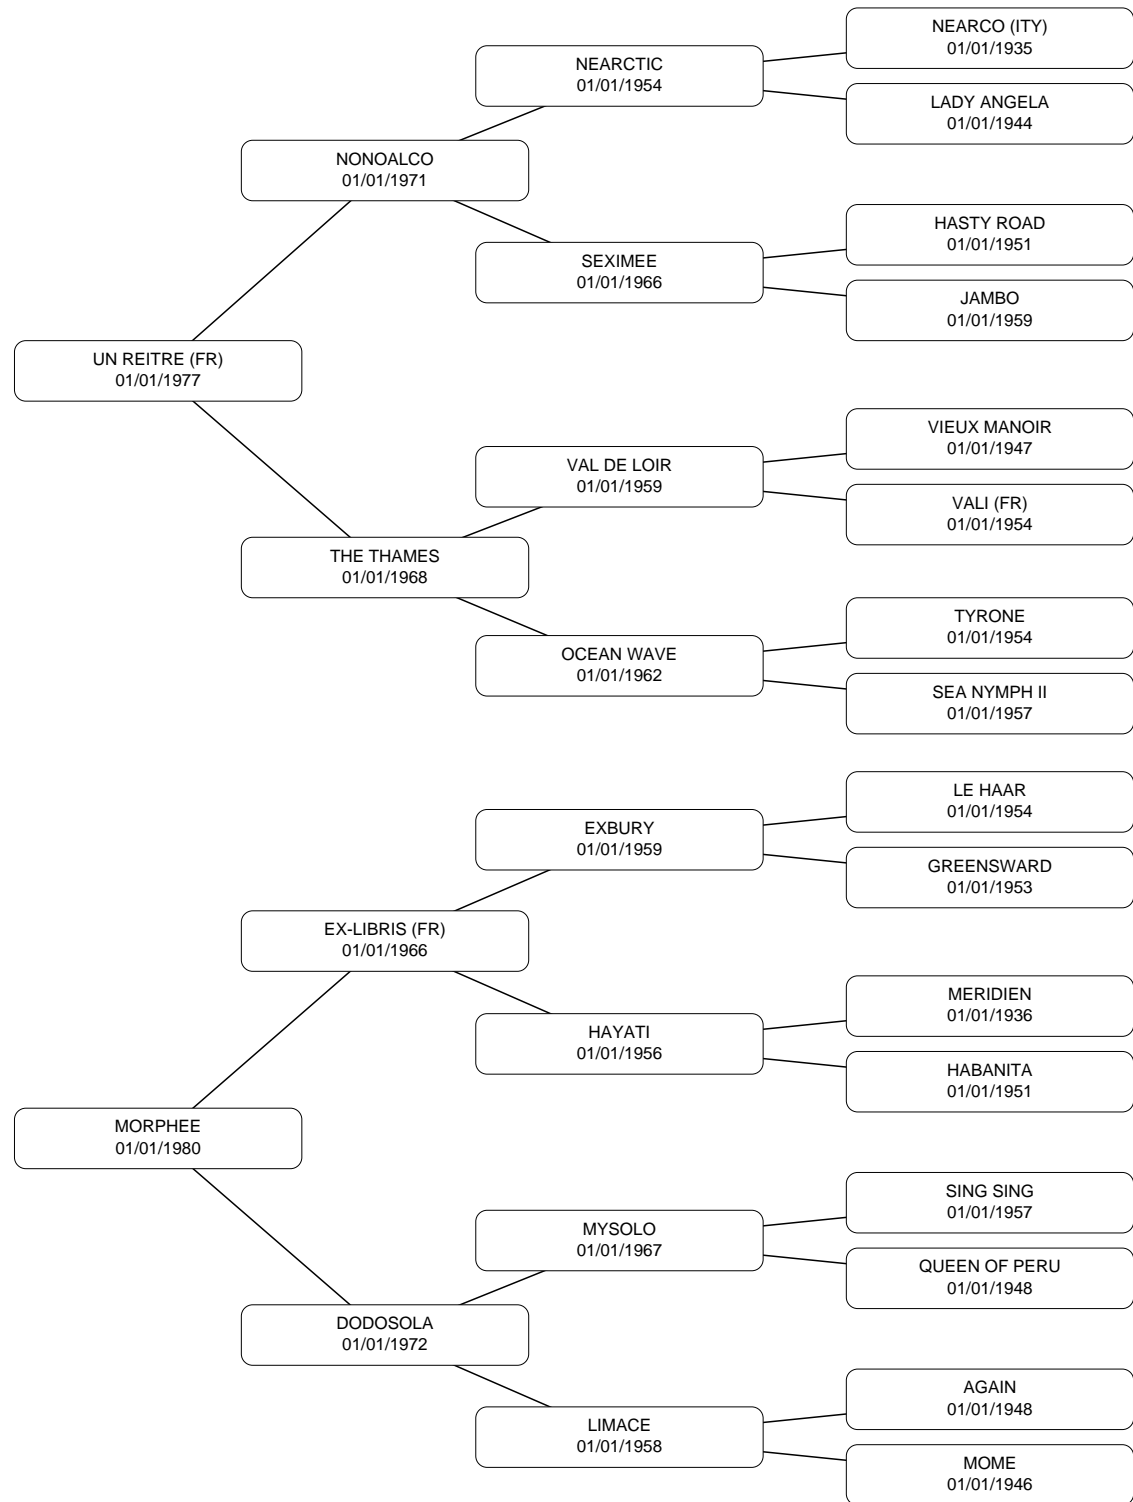 NEARCO (ITY)
01/01/1935
NEARCTIC
01/01/1954
LADY ANGELA
01/01/1944
NONOALCO
01/01/1971
HASTY ROAD
01/01/1951
SEXIMEE
01/01/1966
JAMBO
01/01/1959
UN REITRE (FR)
01/01/1977
VIEUX MANOIR
01/01/1947
VAL DE LOIR
01/01/1959
VALI (FR)
01/01/1954
THE THAMES
01/01/1968
TYRONE
01/01/1954
OCEAN WAVE
01/01/1962
SEA NYMPH II
01/01/1957
LE HAAR
01/01/1954
EXBURY
01/01/1959
GREENSWARD
01/01/1953
EX-LIBRIS (FR)
01/01/1966
MERIDIEN
01/01/1936
HAYATI
01/01/1956
HABANITA
01/01/1951
MORPHEE
01/01/1980
SING SING
01/01/1957
MYSOLO
01/01/1967
QUEEN OF PERU
01/01/1948
DODOSOLA
01/01/1972
AGAIN
01/01/1948
LIMACE
01/01/1958
MOME
01/01/1946